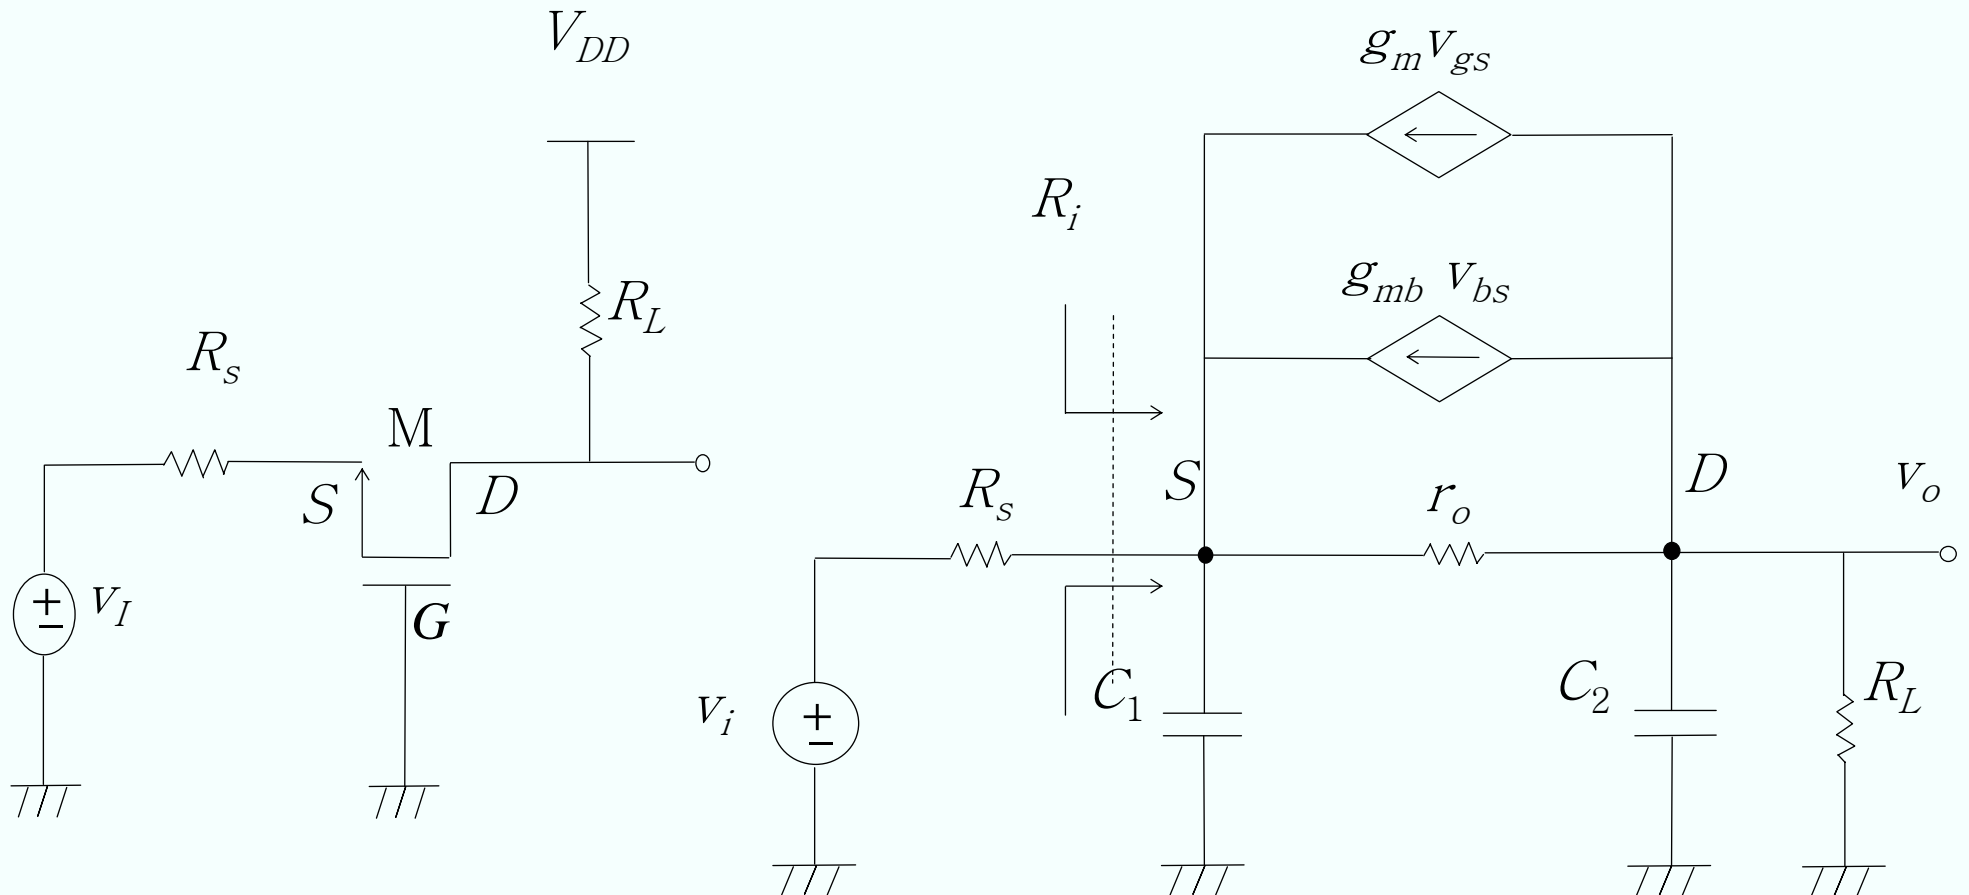 V_DD
R_L
R_s
M
S
D
G
+
−
v_I
g_m v_gs
g_mb v_bs
R_i
S
D
R_s
r_o
v_o
C_1
C_2
R_L
v_i
+
−